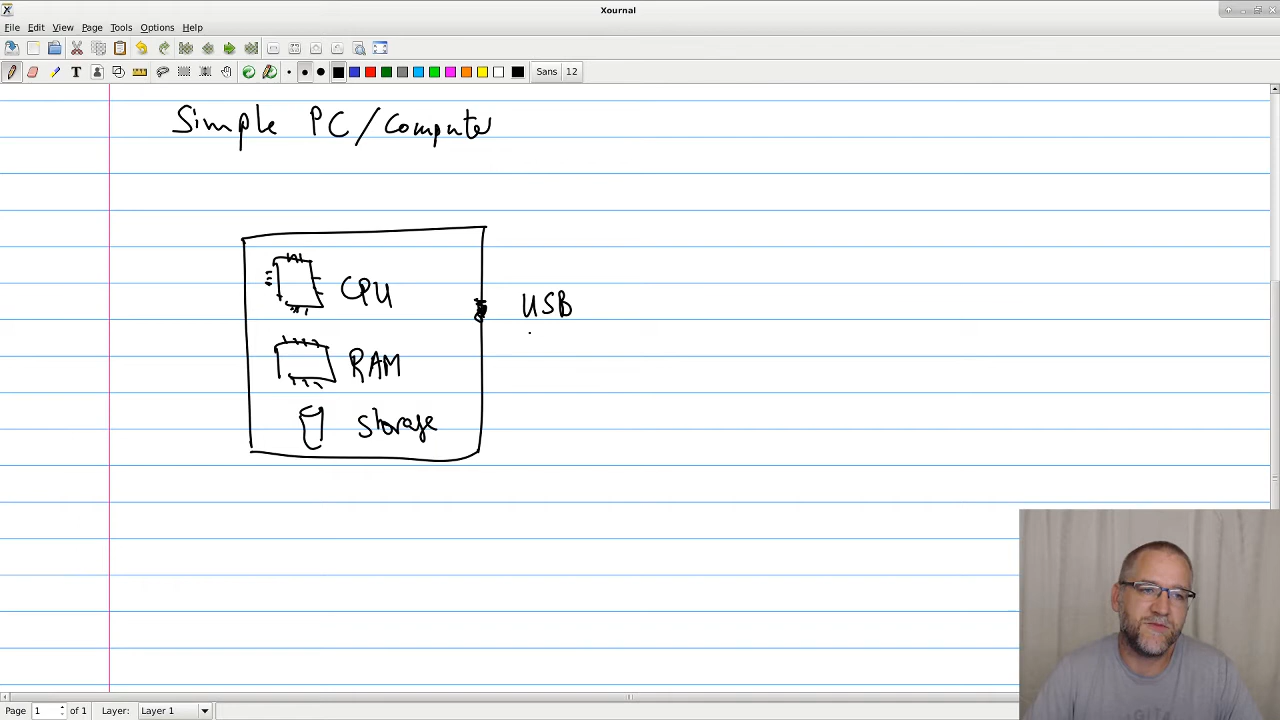 Xournal
File Edit View Page Tools Options Help
Sans 12
Simple PC/Computer
CPU
USB
RAM
Storage
Page 1 of 1 Layer: Layer 1